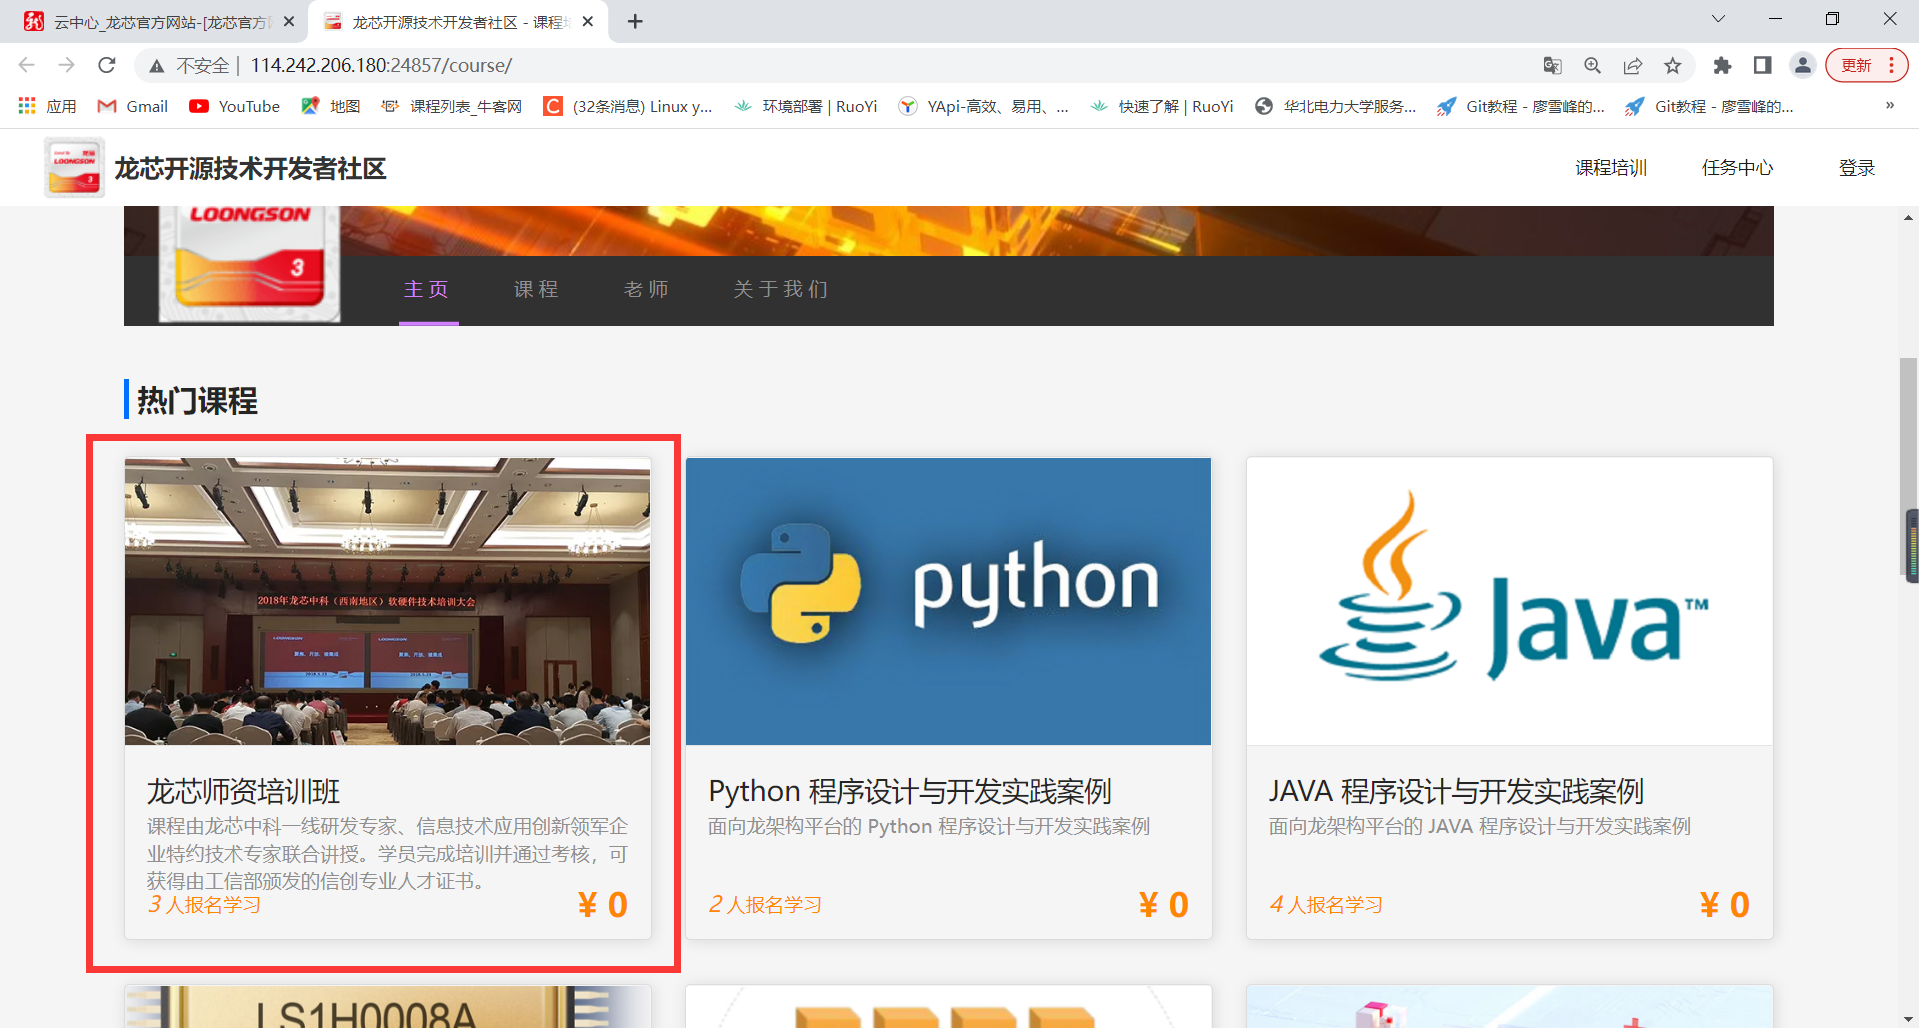 云中心_龙芯官方网站-[龙芯官方
龙芯开源技术开发者社区 - 课程培
不安全 | 114.242.206.180:24857/course/
更新
应用 Gmail YouTube 地图 课程列表_牛客网 C (32条消息) Linux y... 环境部署 | RuoYi YApi-高效、易用、... 快速了解 | RuoYi 华北电力大学服务... Git教程 - 廖雪峰的... Git教程 - 廖雪峰的... »
LOONGSON
3
龙芯开源技术开发者社区
课程培训 任务中心 登录
LOONGSON
3
主页 课程 老师 关于我们
热门课程
2018年龙芯中科（西南地区）软硬件技术培训大会
python
Java™
龙芯师资培训班
课程由龙芯中科一线研发专家、信息技术应用创新领军企
业特约技术专家联合讲授。学员完成培训并通过考核，可
获得由工信部颁发的信创专业人才证书。
3 人报名学习 ¥ 0
Python 程序设计与开发实践案例
面向龙架构平台的 Python 程序设计与开发实践案例
2 人报名学习 ¥ 0
JAVA 程序设计与开发实践案例
面向龙架构平台的 JAVA 程序设计与开发实践案例
4 人报名学习 ¥ 0
LS1H0008A